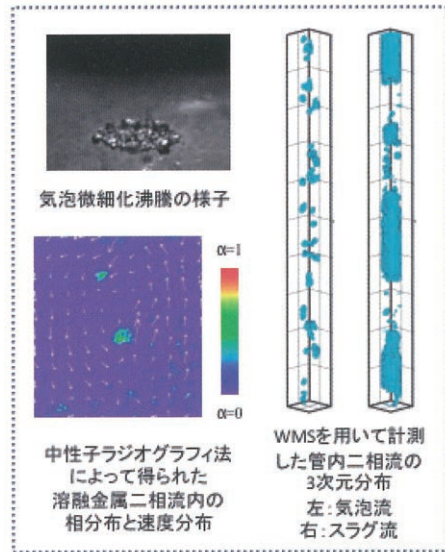 気泡微細化沸騰の様子
α=1
α=0
中性子ラジオグラフィ法
によって得られた
溶融金属二相流内の
相分布と速度分布
WMSを用いて計測
した管内二相流の
3次元分布
左:気泡流
右:スラグ流